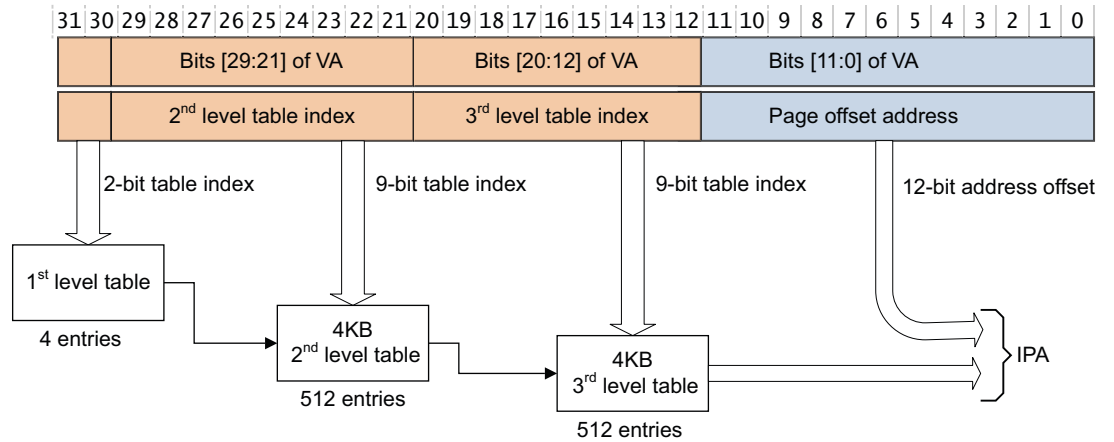 31 30 29 28 27 26 25 24 23 22 21 20 19 18 17 16 15 14 13 12 11 10 9 8 7 6 5 4 3 2 1 0
Bits [29:21] of VA Bits [20:12] of VA Bits [11:0] of VA
2nd level table index 3rd level table index Page offset address
2-bit table index 9-bit table index 9-bit table index 12-bit address offset
1st level table
4 entries
4KB
2nd level table
512 entries
4KB
3rd level table
512 entries
IPA